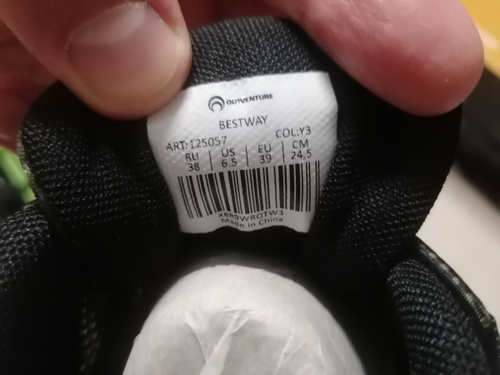 OUTVENTURE
BESTWAY
ART:125057 COL:Y3
RU US EU CM
38 6.5 39 24,5
XBR9WROTW3
Made in China